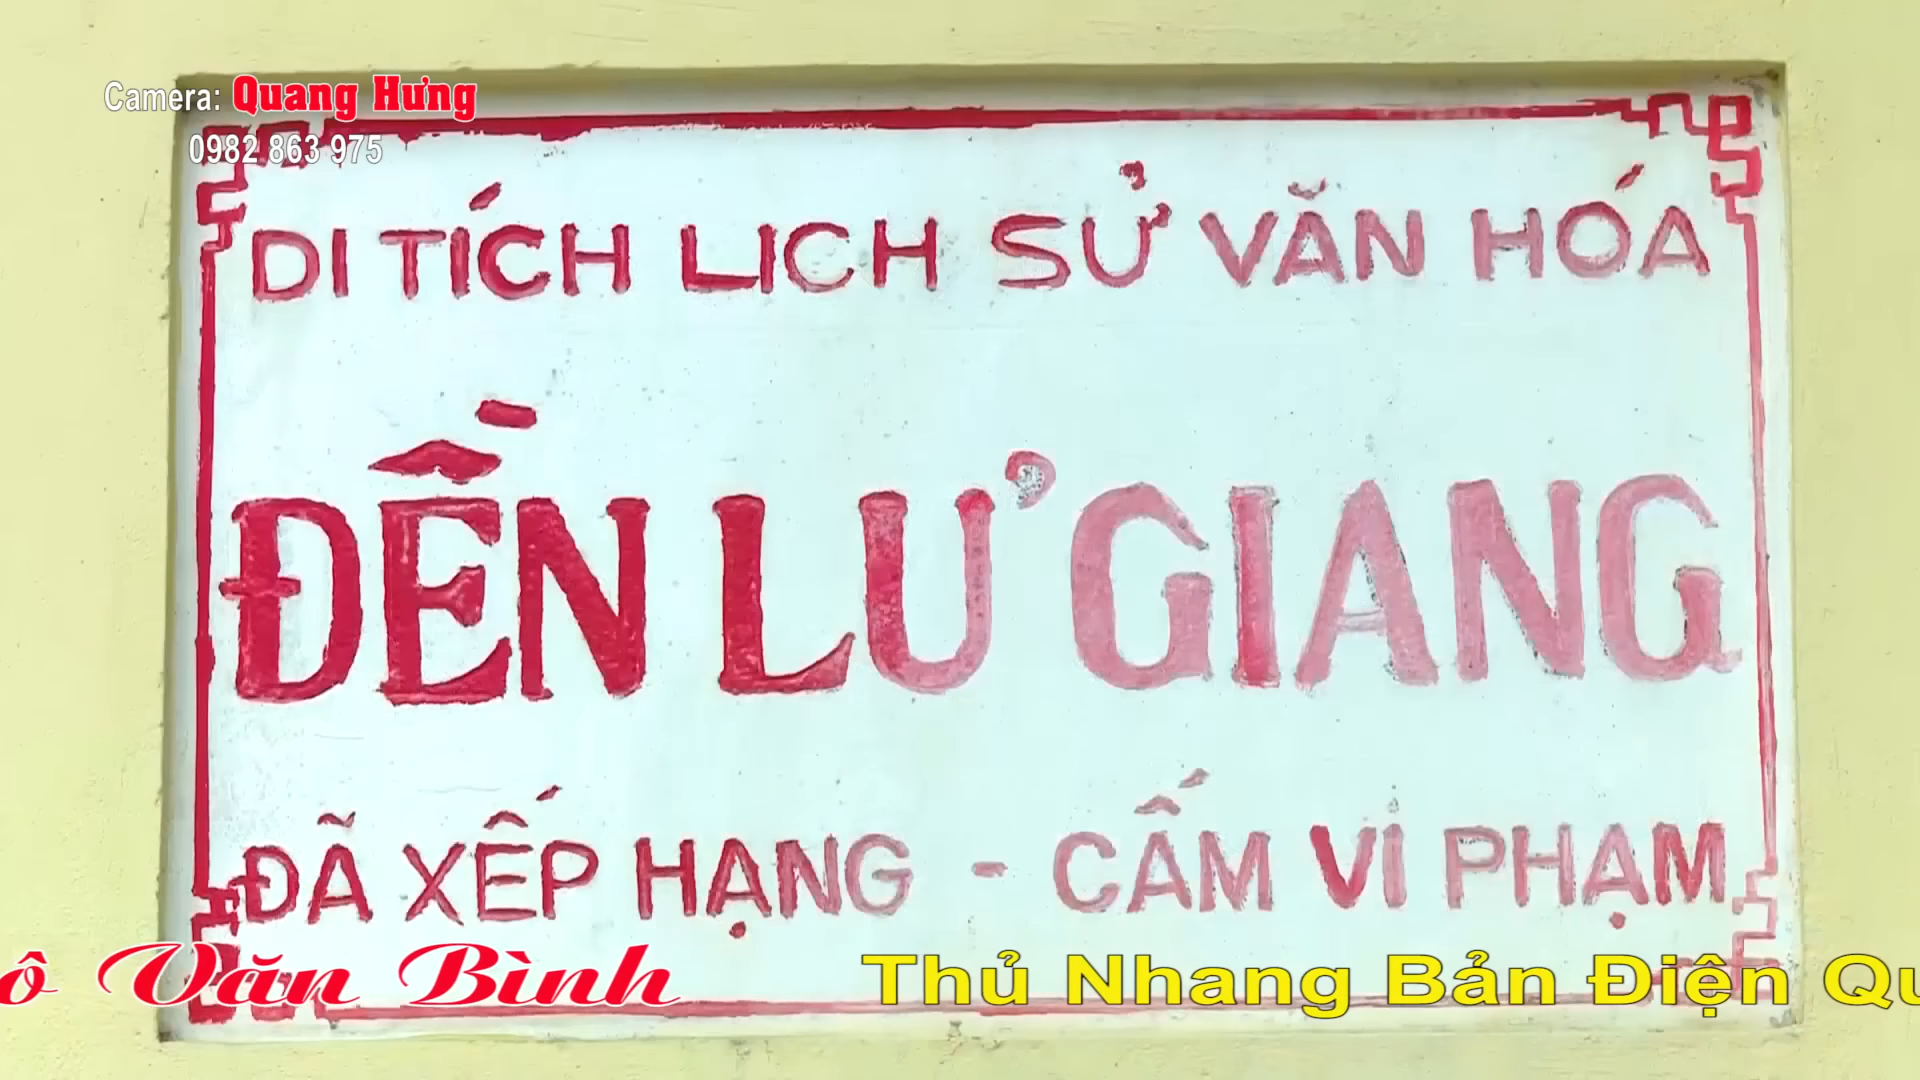 Camera: Quang Hưng
0982 863 975
DI TÍCH LICH SỬ VĂN HÓA
ĐỀN LƯ GIANG
ĐÃ XẾP HẠNG - CẤM VI PHẠM
ô Văn Bình Thủ Nhang Bản Điện Qu